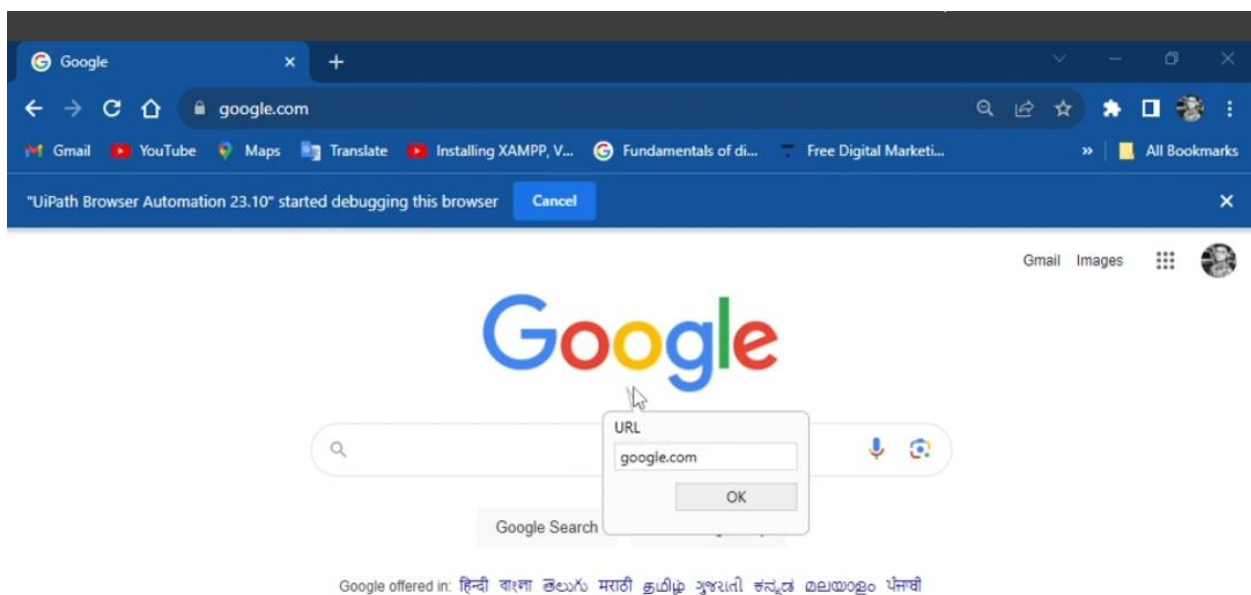 Google
google.com
Gmail YouTube Maps Translate Installing XAMPP, V... Fundamentals of di... Free Digital Marketi... » All Bookmarks
"UiPath Browser Automation 23.10" started debugging this browser Cancel
Gmail Images
Google
URL
google.com
OK
Google Search
Google offered in: हिन्दी বাংলা తెలుగు मराठी தமிழ் ગુજરાતી ಕನ್ನಡ മലയാളം ਪੰਜਾਬੀ